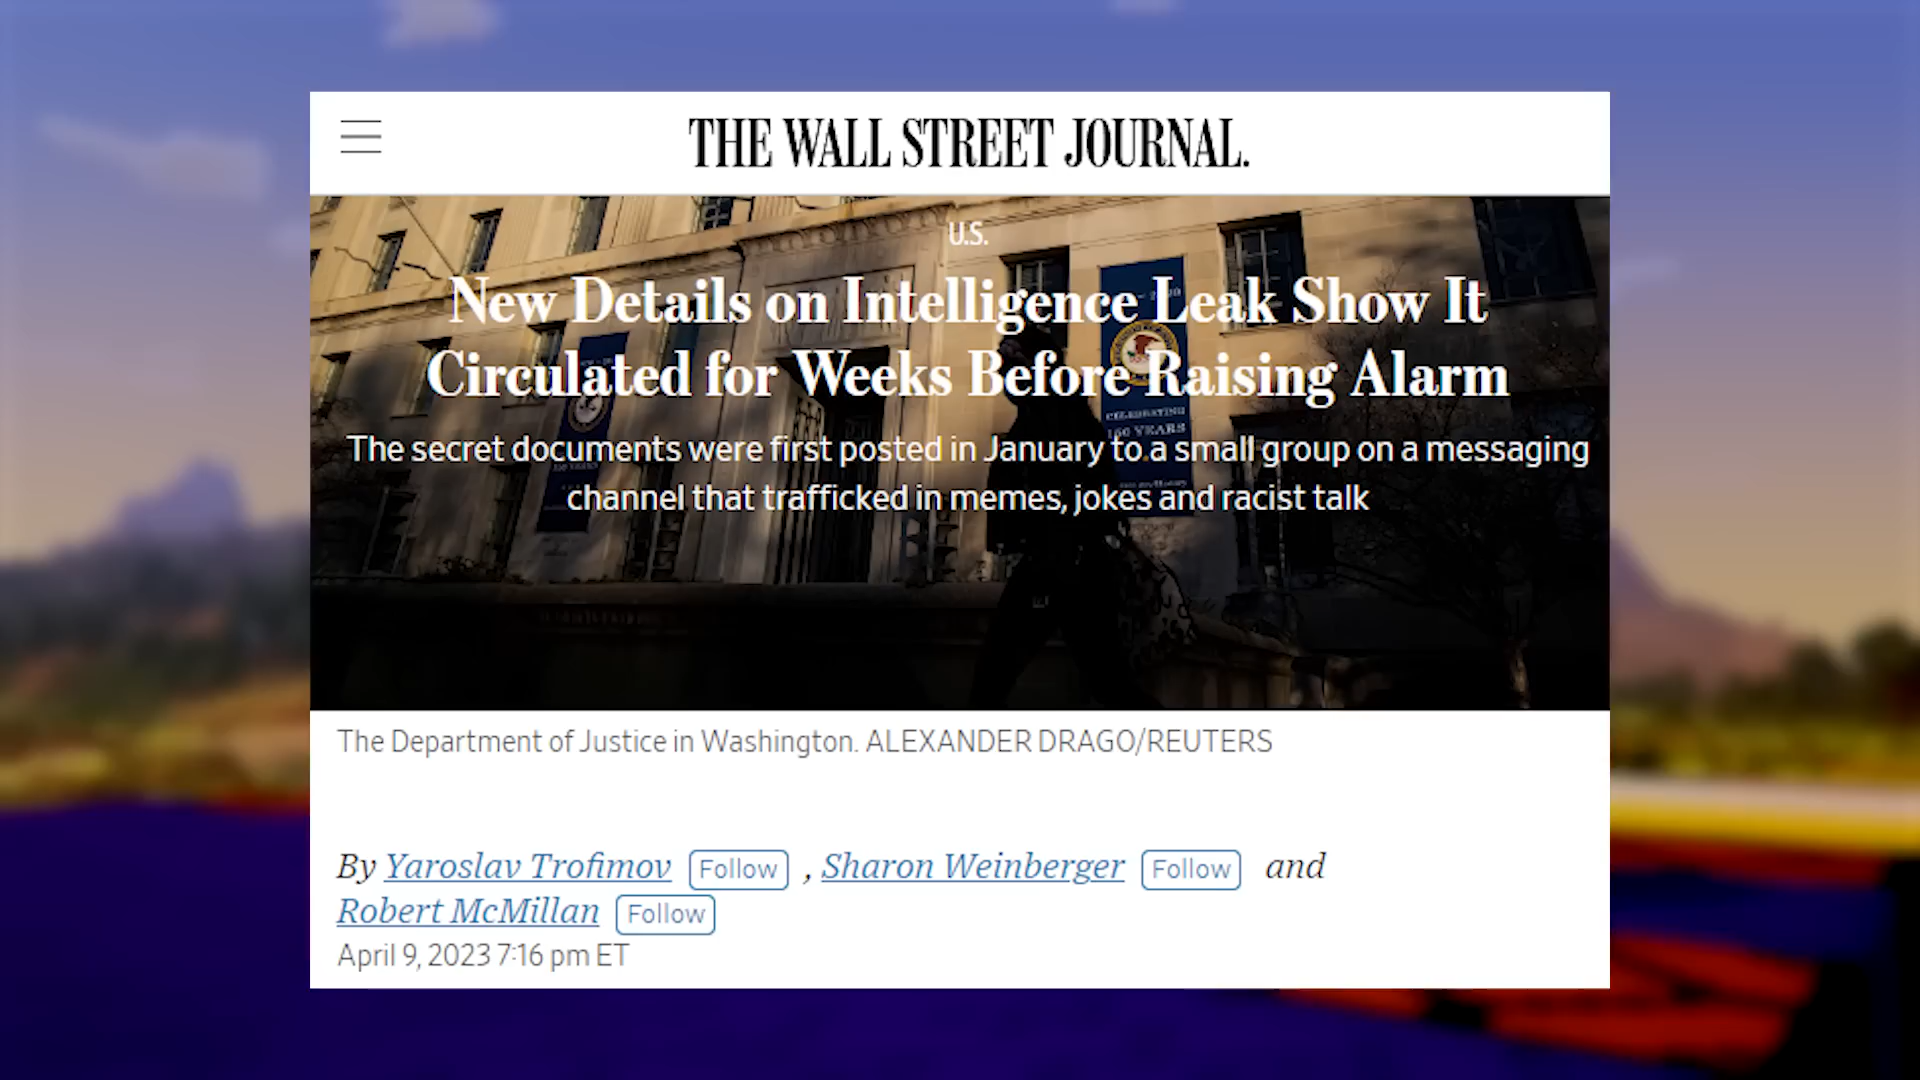 THE WALL STREET JOURNAL.
U.S.
New Details on Intelligence Leak Show It
Circulated for Weeks Before Raising Alarm
CELEBRATING
150 YEARS
The secret documents were first posted in January to a small group on a messaging
channel that trafficked in memes, jokes and racist talk
The Department of Justice in Washington. ALEXANDER DRAGO/REUTERS
By Yaroslav Trofimov Follow , Sharon Weinberger Follow and
Robert McMillan Follow
April 9, 2023 7:16 pm ET